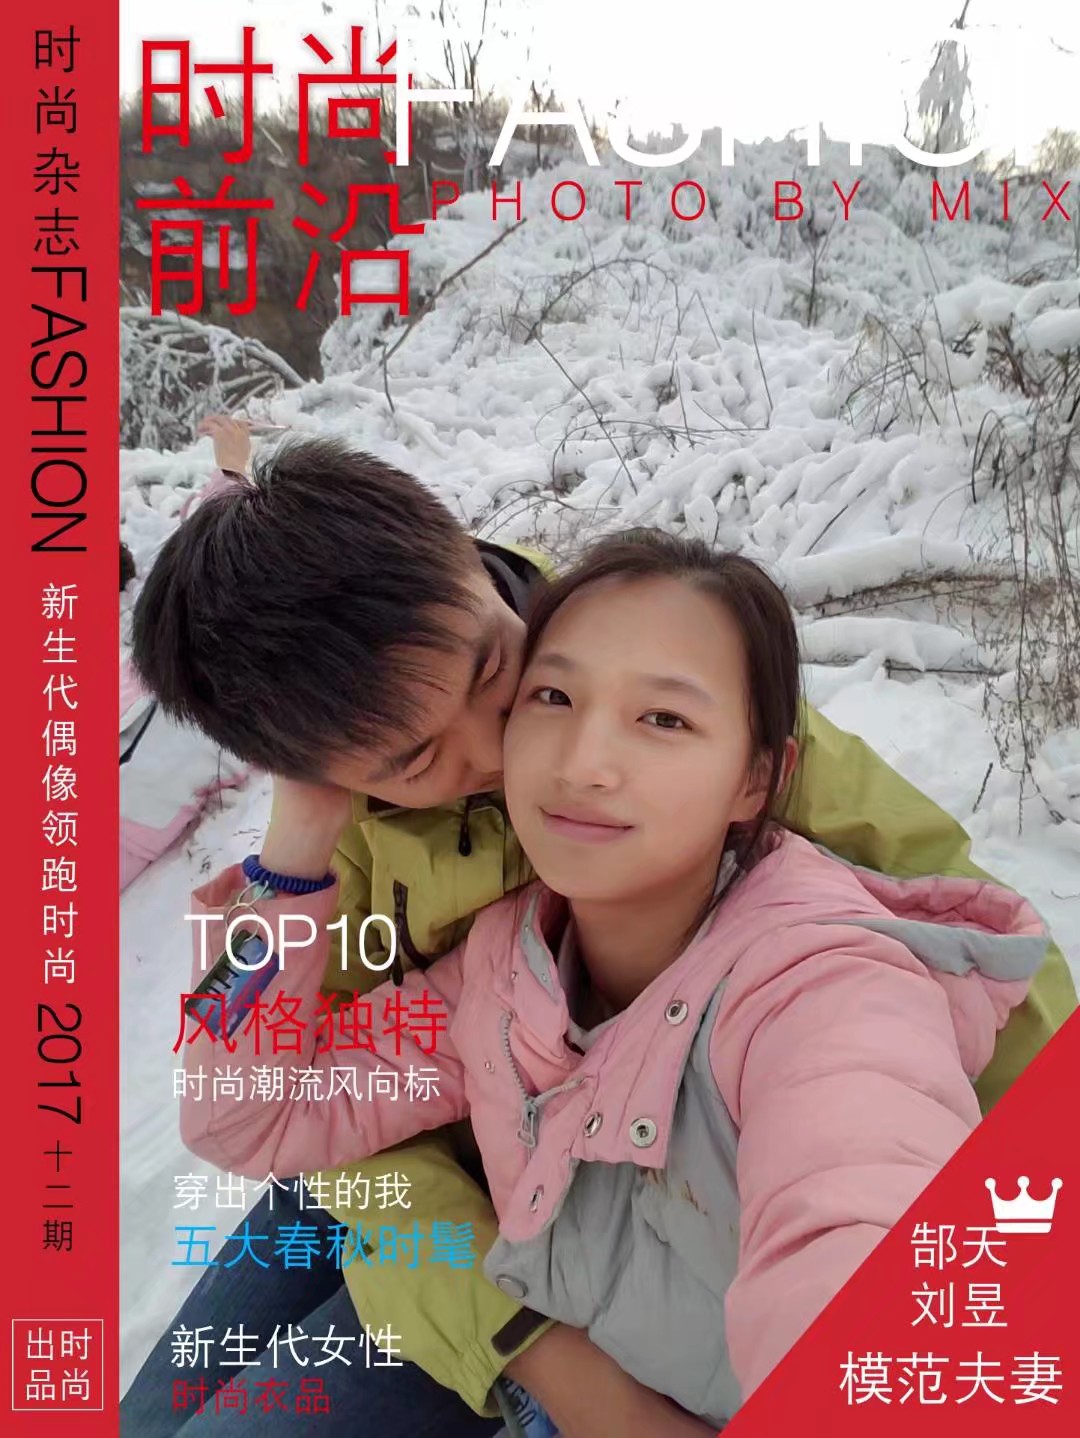 时尚杂志FASHION 新生代偶像领跑时尚 2017 十二期
时尚
出品
时尚
前沿
FASHION
PHOTO BY MIX
TOP10
风格独特
时尚潮流风向标
穿出个性的我
五大春秋时髦
新生代女性
时尚衣品
郜天
刘昱
模范夫妻